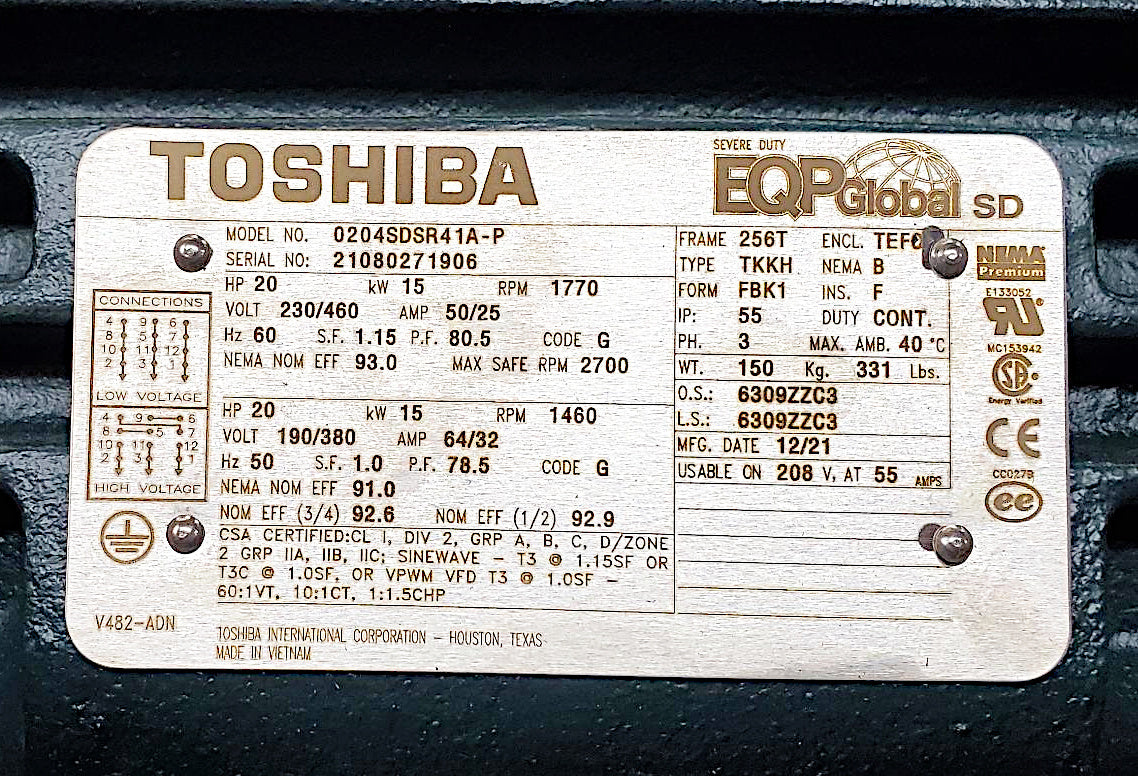 TOSHIBA
SEVERE DUTY
EQPGlobal SD
MODEL NO. 0204SDSR41A-P
SERIAL NO: 21080271906
HP 20 kW 15 RPM 1770
VOLT 230/460 AMP 50/25
Hz 60 S.F. 1.15 P.F. 80.5 CODE G
NEMA NOM EFF 93.0 MAX SAFE RPM 2700
HP 20 kW 15 RPM 1460
VOLT 190/380 AMP 64/32
Hz 50 S.F. 1.0 P.F. 78.5 CODE G
NEMA NOM EFF 91.0
NOM EFF (3/4) 92.6 NOM EFF (1/2) 92.9
CSA CERTIFIED:CL I, DIV 2, GRP A, B, C, D/ZONE
2 GRP IIA, IIB, IIC; SINEWAVE - T3 @ 1.15SF OR
T3C @ 1.0SF, OR VPWM VFD T3 @ 1.0SF -
60:1VT, 10:1CT, 1:1.5CHP
FRAME 256T ENCL. TEFC
TYPE TKKH NEMA B
FORM FBK1 INS. F
IP: 55 DUTY CONT.
PH. 3 MAX. AMB. 40 °C
WT. 150 Kg. 331 Lbs.
O.S.: 6309ZZC3
L.S.: 6309ZZC3
MFG. DATE 12/21
USABLE ON 208 V, AT 55 AMPS
CONNECTIONS
4 9 6
8 5 7
10 11 12
2 3 1
LOW VOLTAGE
4 9 6
8 5 7
10 11 12
2 3 1
HIGH VOLTAGE
NEMA
Premium
E133052
RU
MC153942
SA
Energy Verified
CE
CC027B
ee
V482-ADN
TOSHIBA INTERNATIONAL CORPORATION - HOUSTON, TEXAS
MADE IN VIETNAM